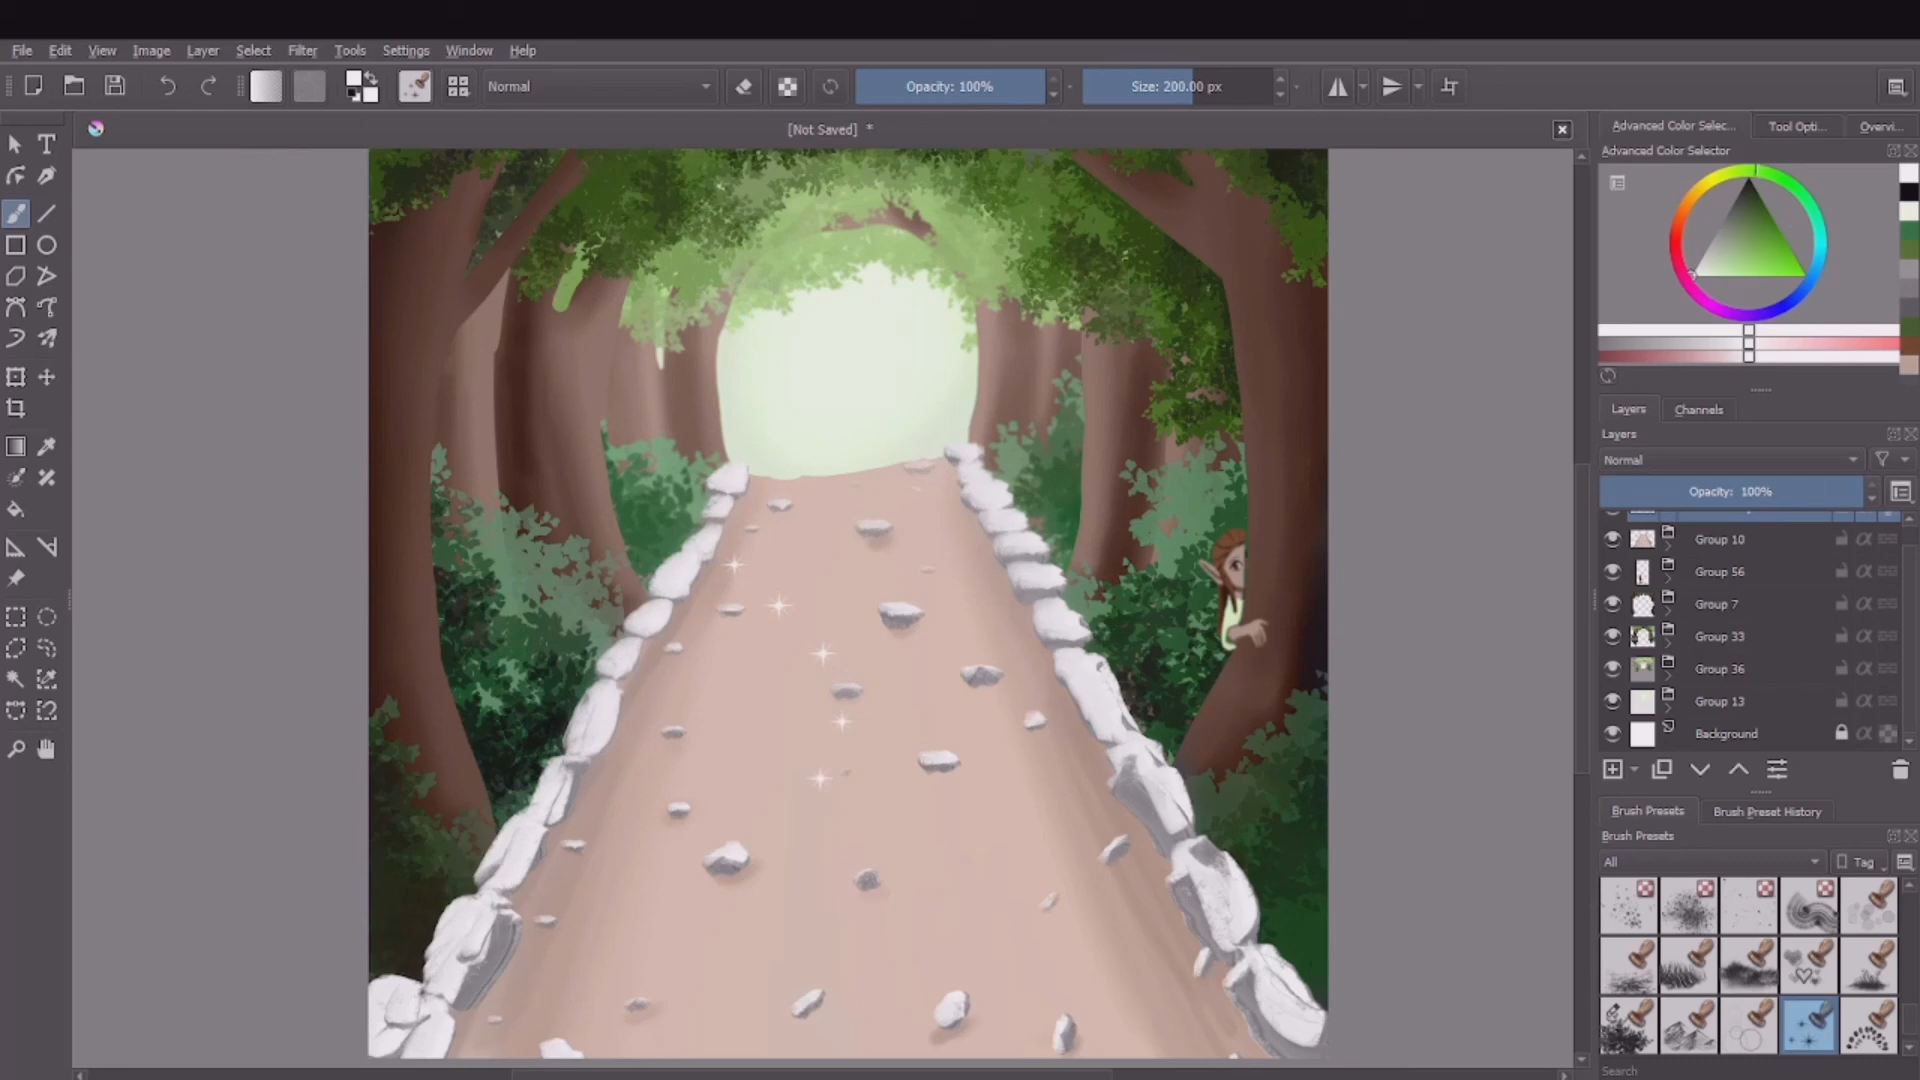 File Edit View Image Layer Select Filter Tools Settings Window Help
Normal Opacity: 100% Size: 200.00 px
[Not Saved] *
Advanced Color Selec... Tool Opti... Overvi...
Advanced Color Selector
Layers Channels
Layers
Normal
Opacity: 100%
Group 10
Group 56
Group 7
Group 33
Group 36
Group 13
Background
Brush Presets Brush Preset History
Brush Presets
All Tag
Search